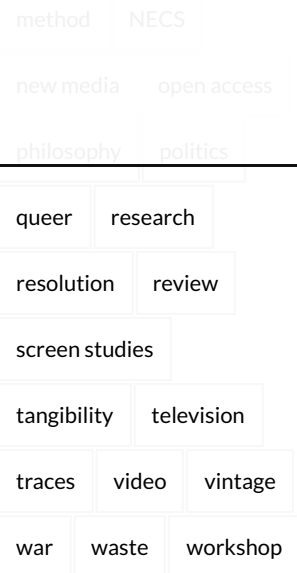 method NECS
new media open access
philosophy politics
queer research
resolution review
screen studies
tangibility television
traces video vintage
war waste workshop